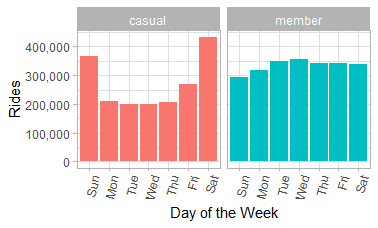 casual member
400,000
300,000
200,000
100,000
0
Rides
Sun Mon Tue Wed Thu Fri Sat Sun Mon Tue Wed Thu Fri Sat
Day of the Week